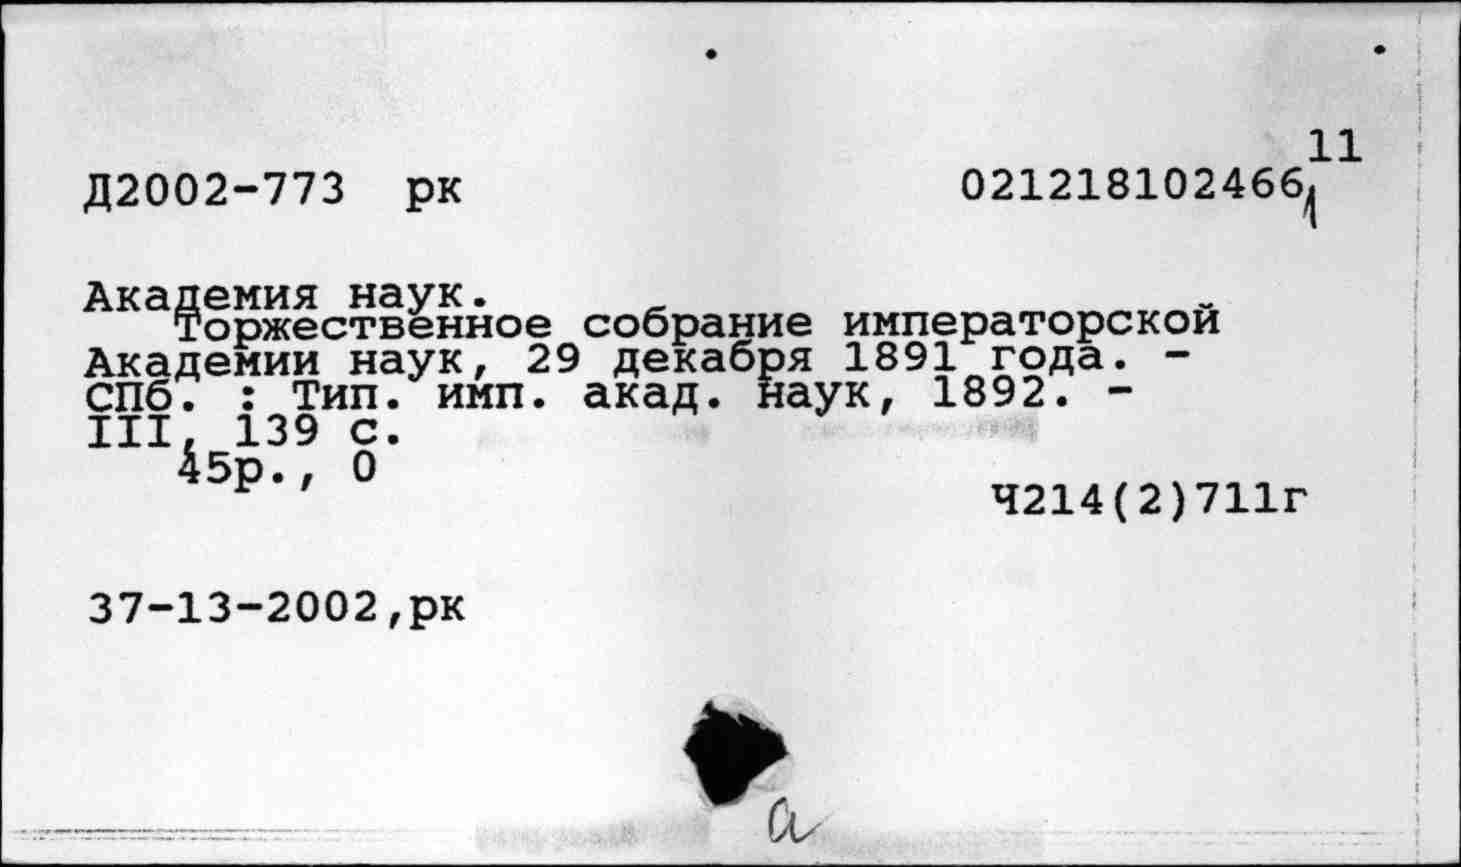 11
Д2002-773 рк 021218102466
Академия наук.
Торжественное собрание императорской
Академии наук, 29 декабря 1891 года. -
СПб. : Тип. имп. акад. наук, 1892. -
III, 139 с.
45р., 0
Ч214(2)711г
37-13-2002,рк